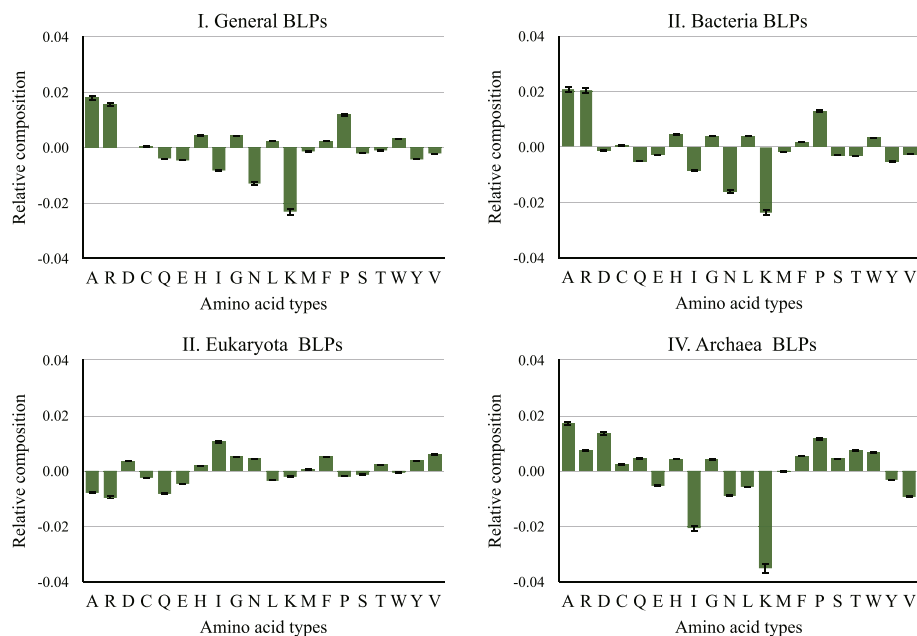 I. General BLPs
0.04
0.02
0.00
-0.02
-0.04
Relative composition
A R D C Q E H I G N L K M F P S T W Y V
Amino acid types
II. Bacteria BLPs
0.04
0.02
0.00
-0.02
-0.04
Relative composition
A R D C Q E H I G N L K M F P S T W Y V
Amino acid types
II. Eukaryota BLPs
0.04
0.02
0.00
-0.02
-0.04
Relative composition
A R D C Q E H I G N L K M F P S T W Y V
Amino acid types
IV. Archaea BLPs
0.04
0.02
0.00
-0.02
-0.04
Relative composition
A R D C Q E H I G N L K M F P S T W Y V
Amino acid types